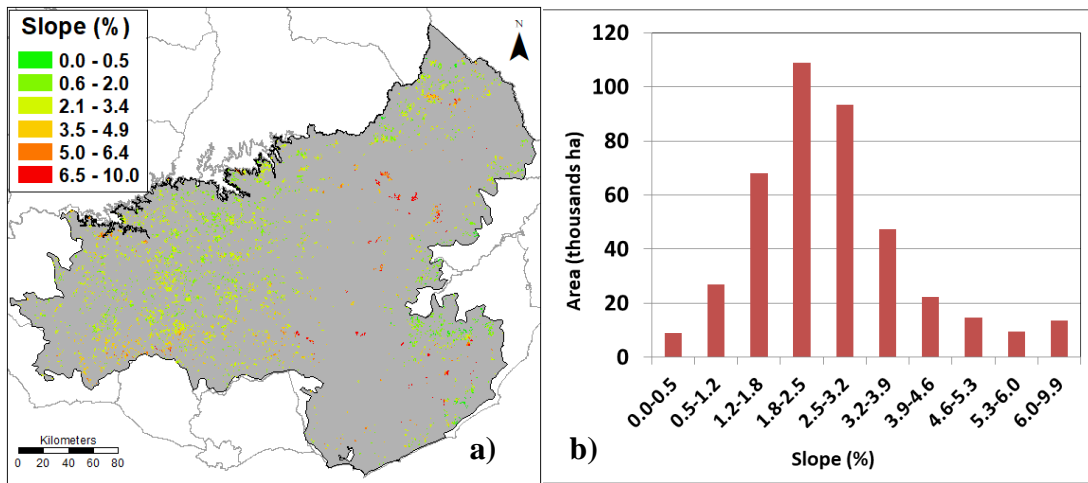 Slope (%)
0.0 - 0.5
0.6 - 2.0
2.1 - 3.4
3.5 - 4.9
5.0 - 6.4
6.5 - 10.0
N
Kilometers
0 20 40 60 80
a)
120
100
80
60
40
20
0
Area (thousands ha)
0.0-0.5
0.5-1.2
1.2-1.8
1.8-2.5
2.5-3.2
3.2-3.9
3.9-4.6
4.6-5.3
5.3-6.0
6.0-9.9
Slope (%)
b)